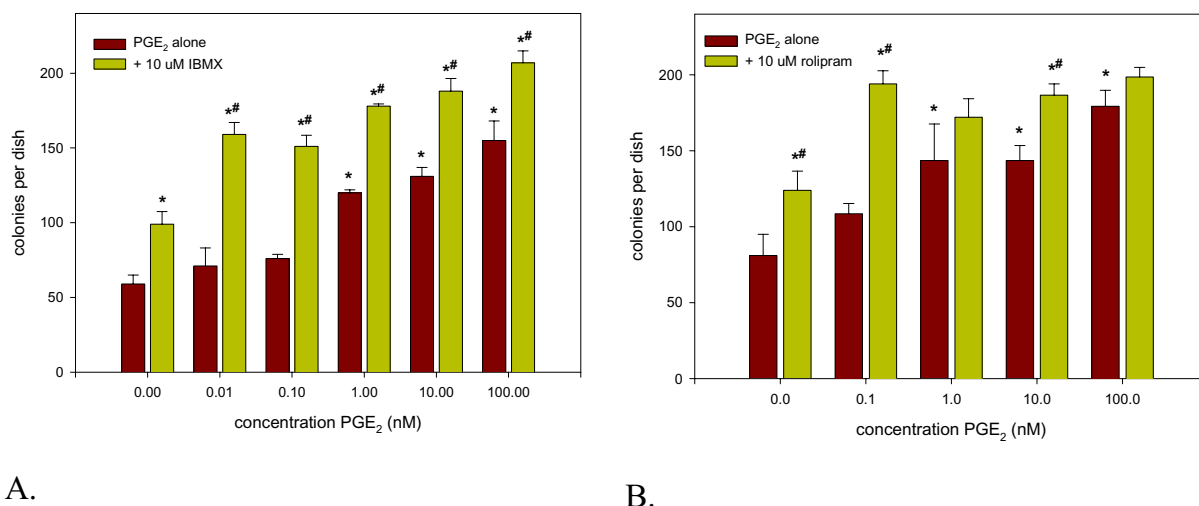 PGE2 alone
+ 10 uM IBMX
200
150
100
50
0
colonies per dish
* *# *# * *# * *# * *#
0.00 0.01 0.10 1.00 10.00 100.00
concentration PGE2 (nM)
A.
PGE2 alone
+ 10 uM rolipram
200
150
100
50
0
colonies per dish
*# *# * * *# *
0.0 0.1 1.0 10.0 100.0
concentration PGE2 (nM)
B.